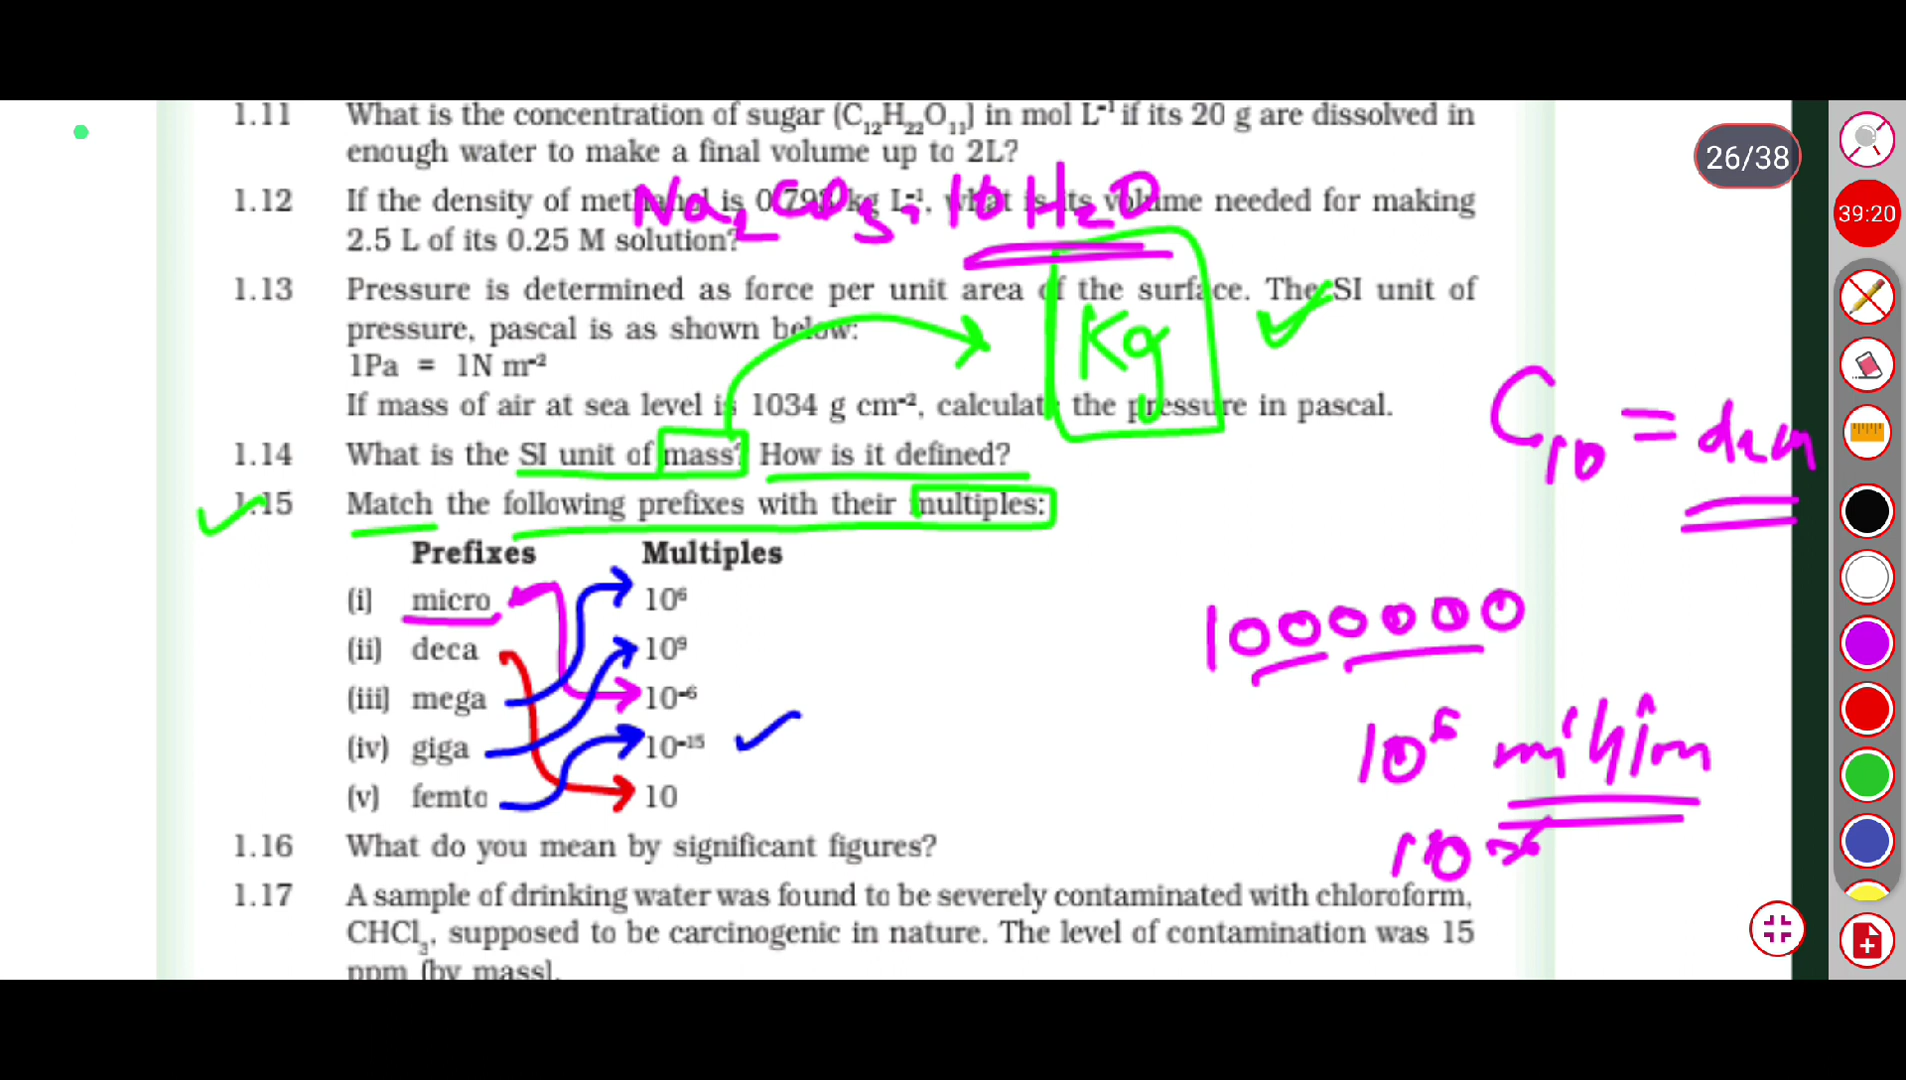 1.11 What is the concentration of sugar (C₁₂H₂₂O₁₁) in mol L⁻¹ if its 20 g are dissolved in
enough water to make a final volume up to 2L?
26/38
Na₂CO₃.10H₂O
1.12 If the density of methanol is 0.793 kg L⁻¹, what is its volume needed for making
39:20
2.5 L of its 0.25 M solution?
1.13 Pressure is determined as force per unit area of the surface. The SI unit of
pressure, pascal is as shown below:
Kg
1Pa = 1N m⁻²
If mass of air at sea level is 1034 g cm⁻², calculate the pressure in pascal.
C₁₀ =
1.14 What is the SI unit of mass? How is it defined?
1.15 Match the following prefixes with their multiples:
Prefixes Multiples
(i) micro 10⁶
1000000
(ii) deca 10⁹
(iii) mega 10⁻⁶
(iv) giga 10⁻¹⁵
10⁶ million
(v) femto 10
10
1.16 What do you mean by significant figures?
1.17 A sample of drinking water was found to be severely contaminated with chloroform,
CHCl₃, supposed to be carcinogenic in nature. The level of contamination was 15
ppm (by mass).